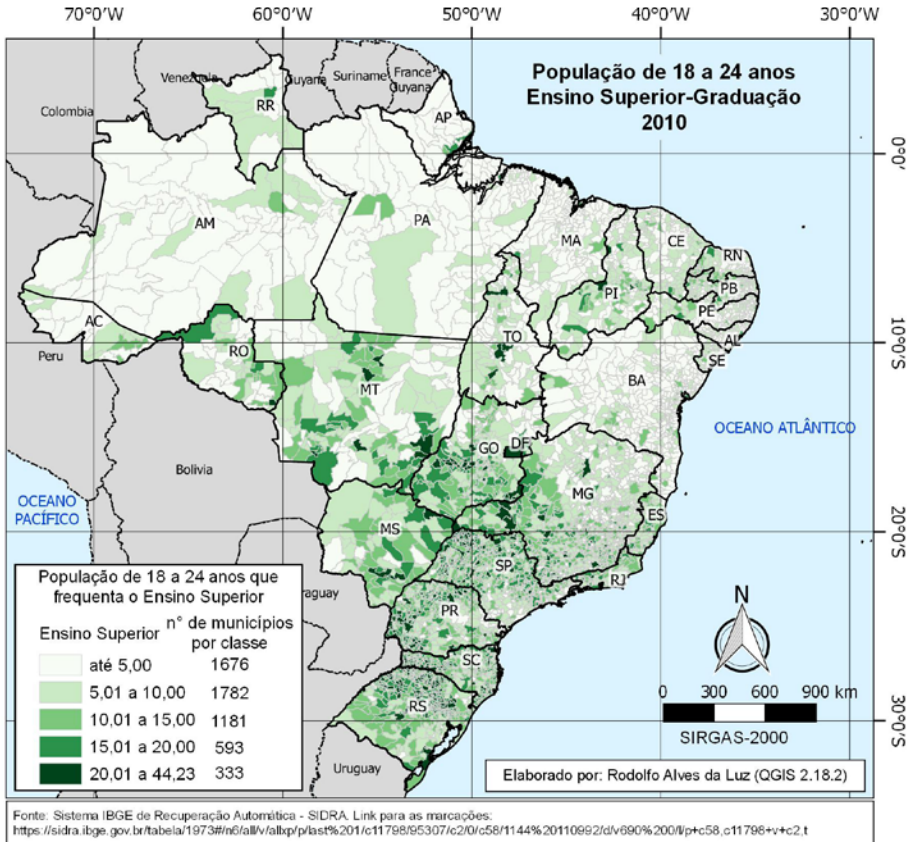 70°0'W 60°0'W 50°0'W 40°0'W 30°0'W
População de 18 a 24 anos
Ensino Superior-Graduação
2010
Venezuela
Guyana
Suriname
France
Guyana
Colombia
RR
AP
0°0'
AM
PA
MA
CE
RN
PB
PI
PE
AC
TO
AL
SE
Peru
RO
10°0'S
MT
BA
GO
DF
OCEANO ATLÂNTICO
Bolivia
MG
OCEANO
PACÍFICO
MS
ES
20°0'S
SP
RJ
raguay
PR
SC
RS
30°0'S
Uruguay
População de 18 a 24 anos que
frequenta o Ensino Superior
Ensino Superior n° de municípios
por classe
até 5,00 1676
5,01 a 10,00 1782
10,01 a 15,00 1181
15,01 a 20,00 593
20,01 a 44,23 333
N
0 300 600 900 km
SIRGAS-2000
Elaborado por: Rodolfo Alves da Luz (QGIS 2.18.2)
Fonte: Sistema IBGE de Recuperação Automática - SIDRA. Link para as marcações:
https://sidra.ibge.gov.br/tabela/1973#/n6/all/v/allxp/p/last%201/c11798/95307/c2/0/c58/1144%20110992/d/v690%200/l/p+c58,c11798+v+c2,t